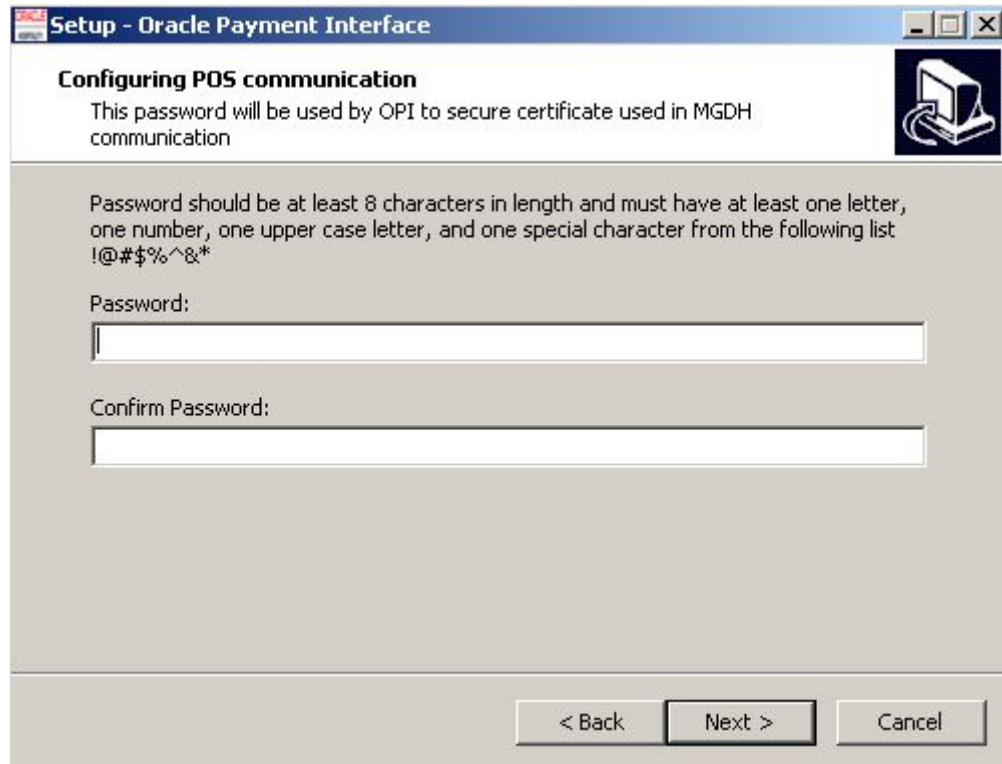 Setup - Oracle Payment Interface
Configuring POS communication
This password will be used by OPI to secure certificate used in MGDH
communication
Password should be at least 8 characters in length and must have at least one letter,
one number, one upper case letter, and one special character from the following list
!@#$%^&*
Password:
Confirm Password:
< Back
Next >
Cancel